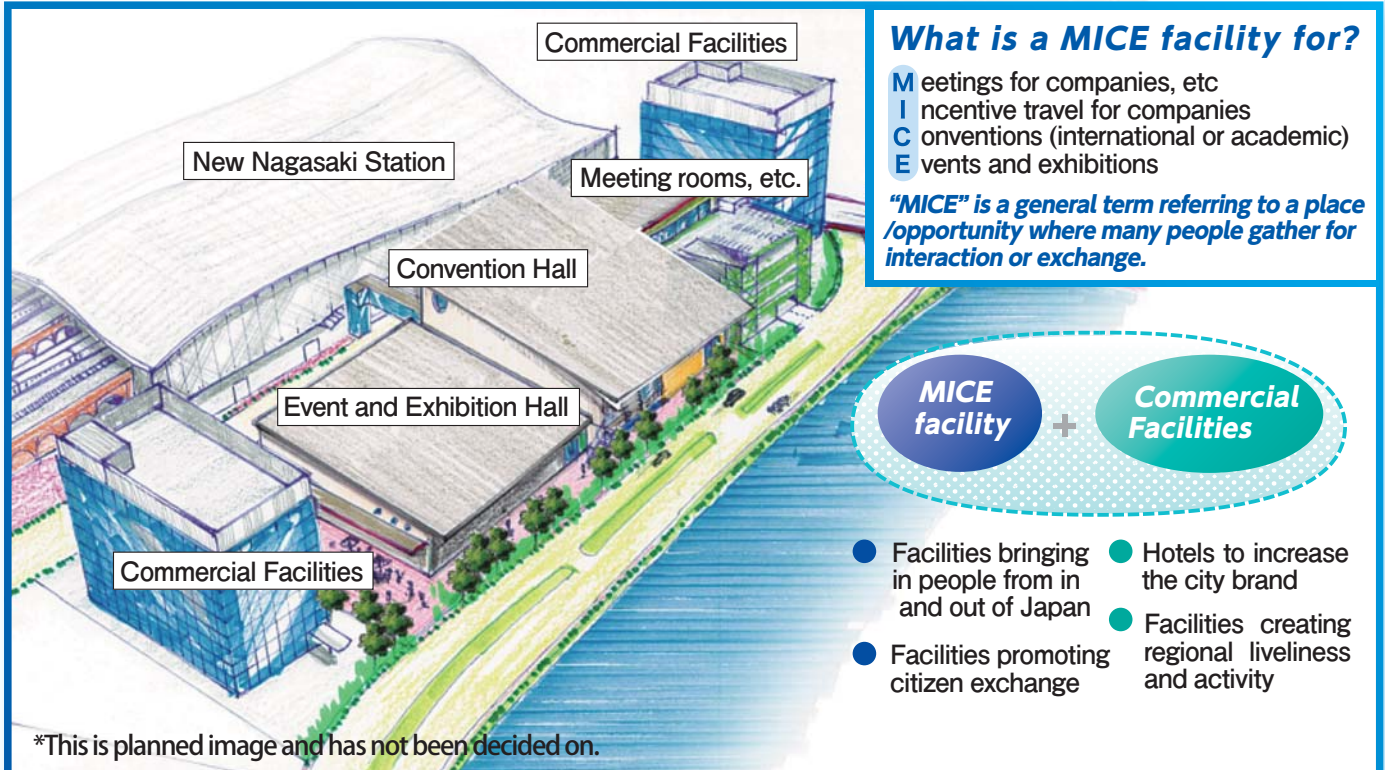 Commercial Facilities
New Nagasaki Station
Meeting rooms, etc.
Convention Hall
Event and Exhibition Hall
Commercial Facilities
*This is planned image and has not been decided on.
What is a MICE facility for?
Meetings for companies, etc
Incentive travel for companies
Conventions (international or academic)
Events and exhibitions
“MICE” is a general term referring to a place
/opportunity where many people gather for
interaction or exchange.
MICE
facility
+
Commercial
Facilities
Facilities bringing
in people from in
and out of Japan
Facilities promoting
citizen exchange
Hotels to increase
the city brand
Facilities creating
regional liveliness
and activity